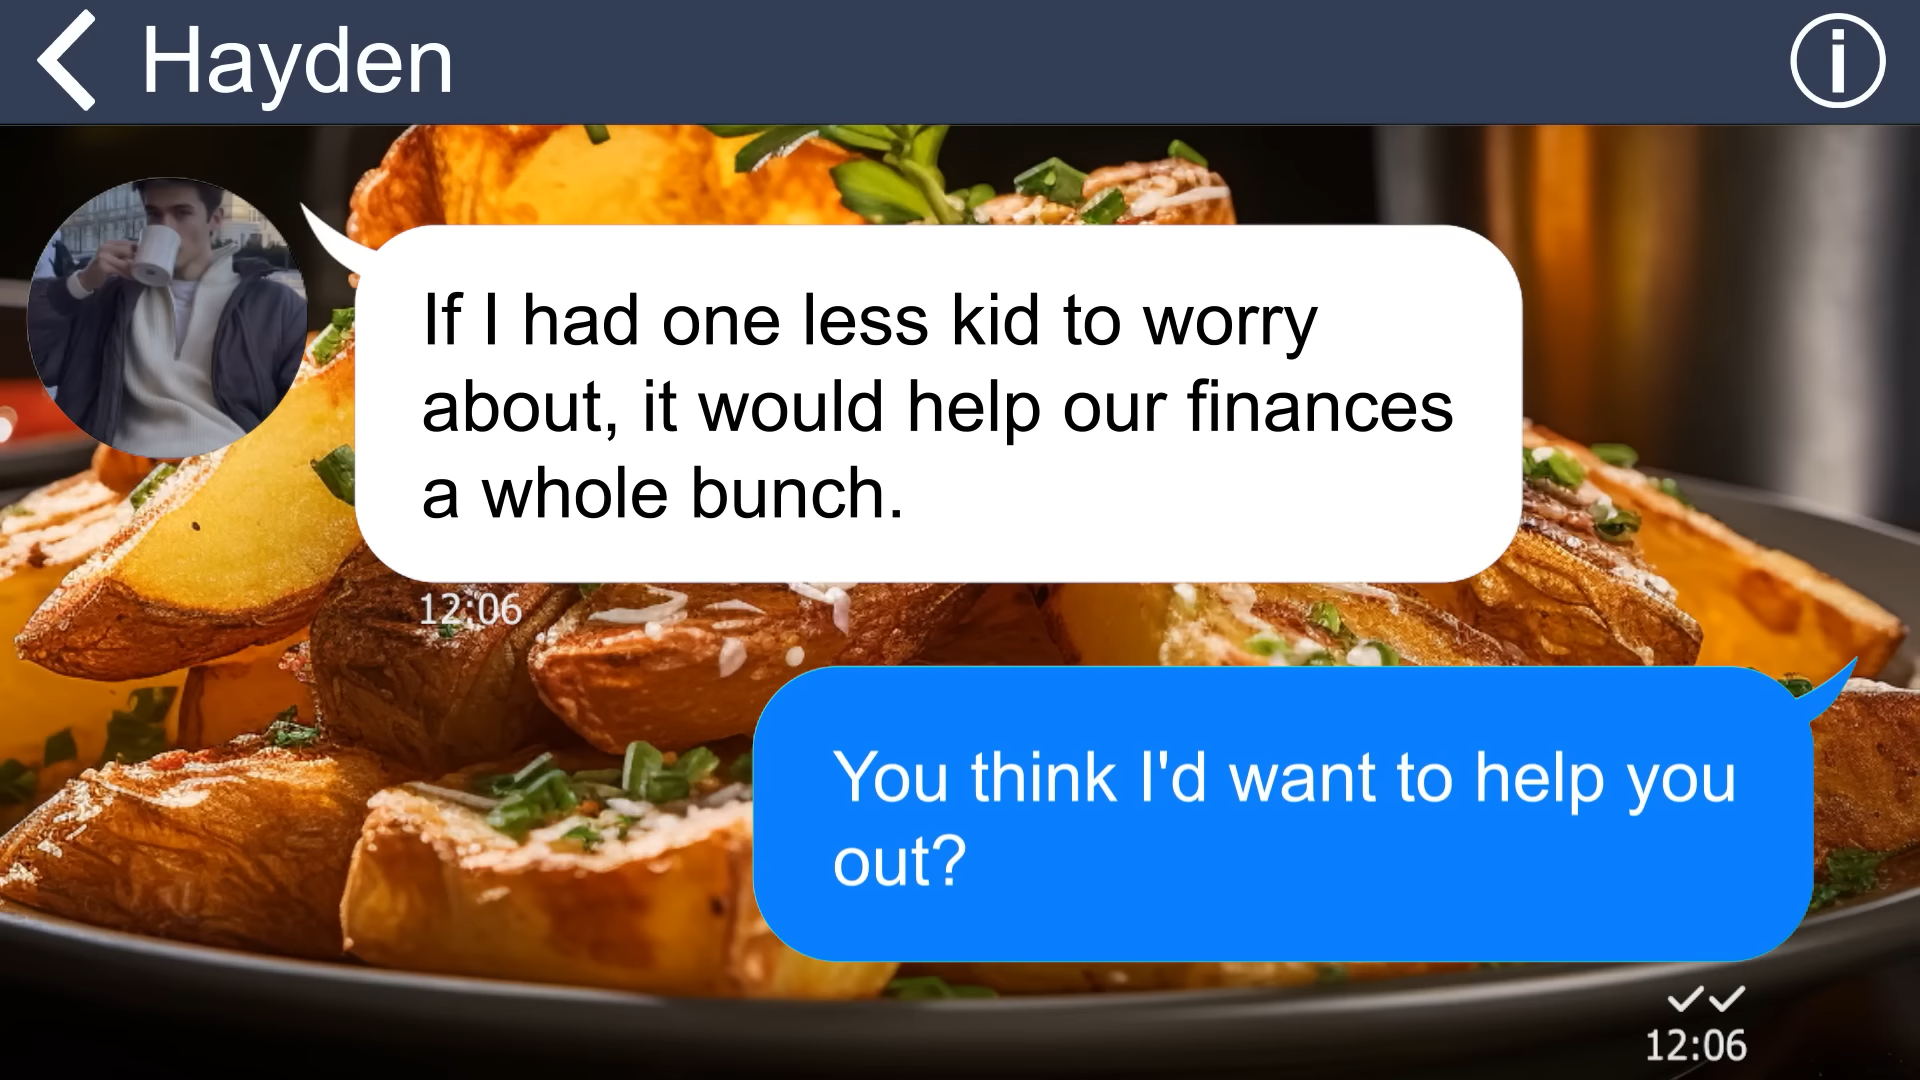 Hayden
If I had one less kid to worry
about, it would help our finances
a whole bunch.
12:06
You think I'd want to help you
out?
12:06